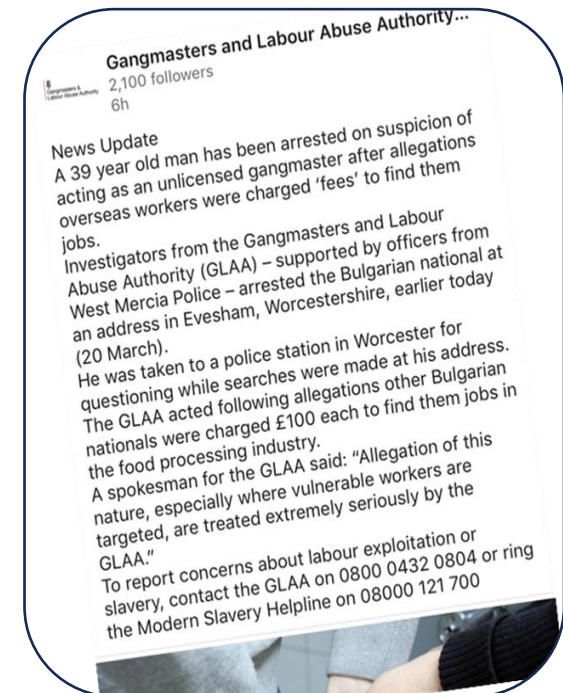 Gangmasters and Labour Abuse Authority...
Gangmasters &
Labour Abuse Authority
2,100 followers
6h
News Update
A 39 year old man has been arrested on suspicion of
acting as an unlicensed gangmaster after allegations
overseas workers were charged ‘fees’ to find them
jobs.
Investigators from the Gangmasters and Labour
Abuse Authority (GLAA) – supported by officers from
West Mercia Police – arrested the Bulgarian national at
an address in Evesham, Worcestershire, earlier today
(20 March).
He was taken to a police station in Worcester for
questioning while searches were made at his address.
The GLAA acted following allegations other Bulgarian
nationals were charged £100 each to find them jobs in
the food processing industry.
A spokesman for the GLAA said: “Allegation of this
nature, especially where vulnerable workers are
targeted, are treated extremely seriously by the
GLAA.”
To report concerns about labour exploitation or
slavery, contact the GLAA on 0800 0432 0804 or ring
the Modern Slavery Helpline on 08000 121 700